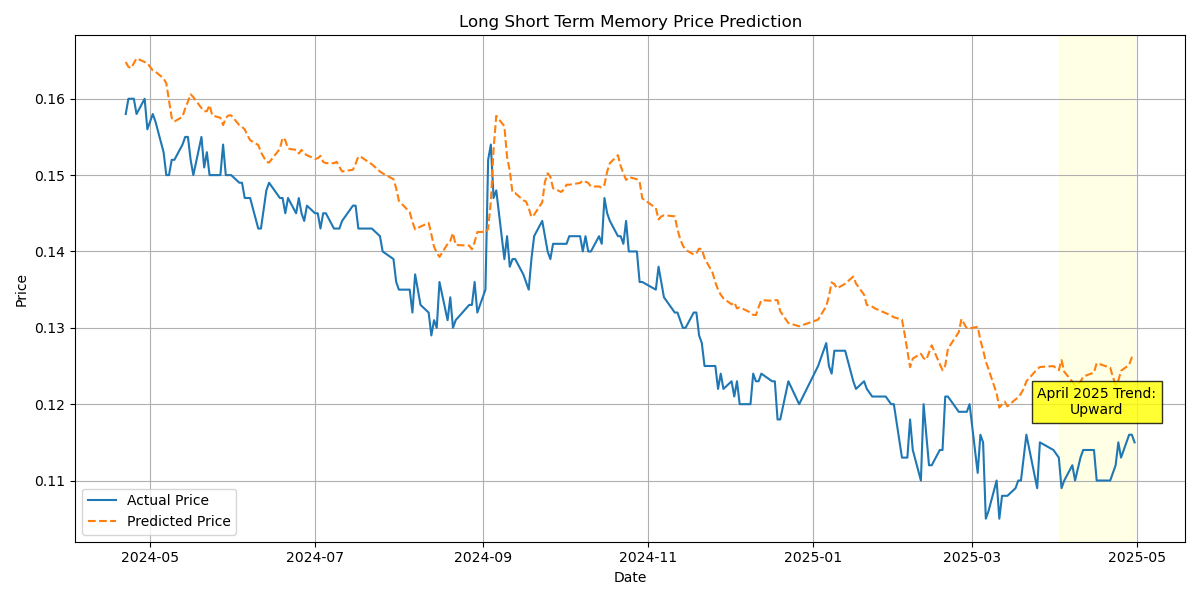 Long Short Term Memory Price Prediction
Price
0.16
0.15
0.14
0.13
0.12
0.11
April 2025 Trend:
Upward
Actual Price
Predicted Price
2024-05
2024-07
2024-09
2024-11
2025-01
2025-03
2025-05
Date